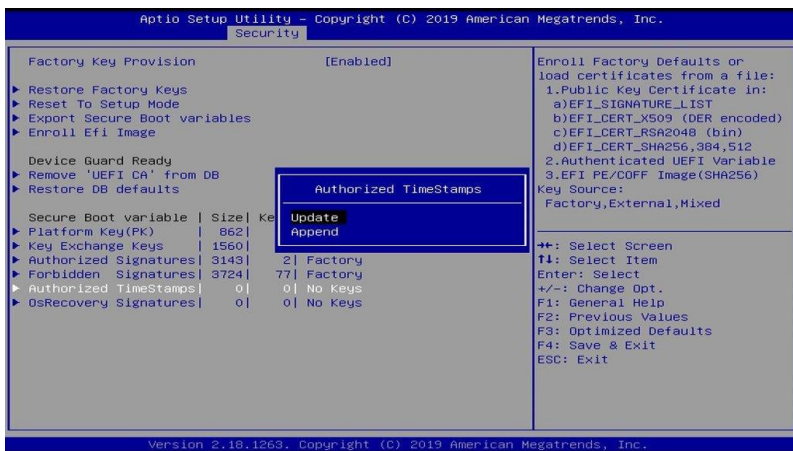 Aptio Setup Utility – Copyright (C) 2019 American Megatrends, Inc.
Security
Factory Key Provision [Enabled]
▶ Restore Factory Keys
▶ Reset To Setup Mode
▶ Export Secure Boot variables
▶ Enroll Efi Image
Device Guard Ready
▶ Remove 'UEFI CA' from DB
▶ Restore DB defaults
Secure Boot variable | Size| Ke
▶ Platform Key(PK) | 862|
▶ Key Exchange Keys | 1560|
▶ Authorized Signatures| 3143| 2| Factory
▶ Forbidden Signatures| 3724| 77| Factory
▶ Authorized TimeStamps| 0| 0| No Keys
▶ OsRecovery Signatures| 0| 0| No Keys
Authorized TimeStamps
Update
Append
Enroll Factory Defaults or
load certificates from a file:
1.Public Key Certificate in:
a)EFI_SIGNATURE_LIST
b)EFI_CERT_X509 (DER encoded)
c)EFI_CERT_RSA2048 (bin)
d)EFI_CERT_SHA256,384,512
2.Authenticated UEFI Variable
3.EFI PE/COFF Image(SHA256)
Key Source:
Factory,External,Mixed
→←: Select Screen
↑↓: Select Item
Enter: Select
+/-: Change Opt.
F1: General Help
F2: Previous Values
F3: Optimized Defaults
F4: Save & Exit
ESC: Exit
Version 2.18.1263. Copyright (C) 2019 American Megatrends, Inc.